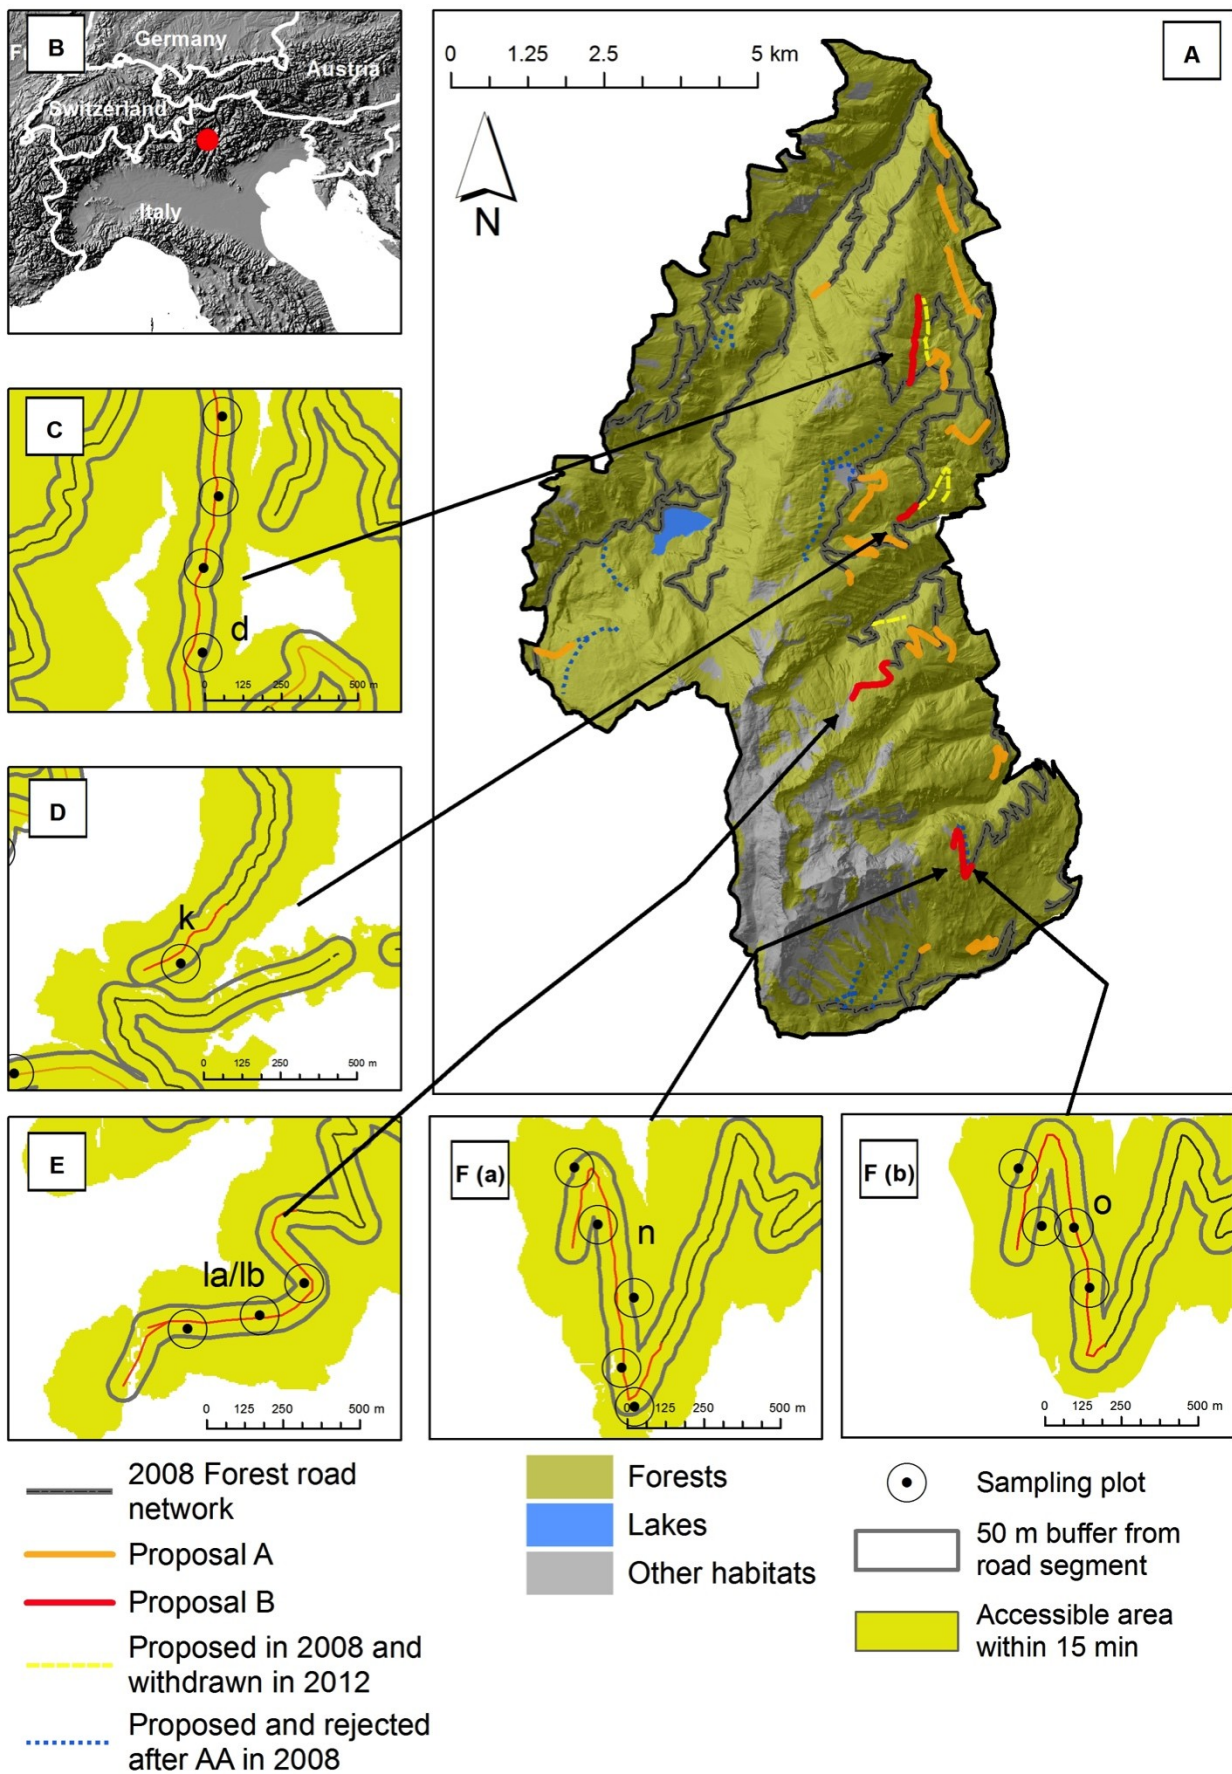 B
Germany
Austria
Switzerland
Italy
A
0 1.25 2.5 5 km
N
C
d
0 125 250 500 m
D
k
0 125 250 500 m
E
la/lb
0 125 250 500 m
F (a)
n
0 125 250 500 m
F (b)
o
0 125 250 500 m
2008 Forest road
network
Proposal A
Proposal B
Proposed in 2008 and
withdrawn in 2012
Proposed and rejected
after AA in 2008
Forests
Lakes
Other habitats
Sampling plot
50 m buffer from
road segment
Accessible area
within 15 min